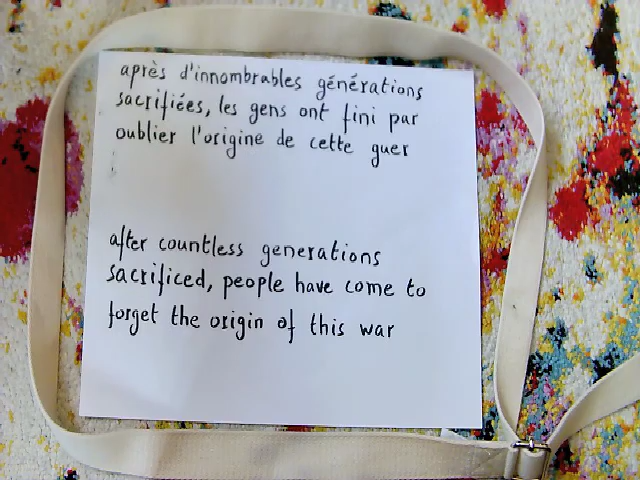 après d'innombrables générations
sacrifiées, les gens ont fini par
oublier l'origine de cette guer
after countless generations
sacrificed, people have come to
forget the origin of this war